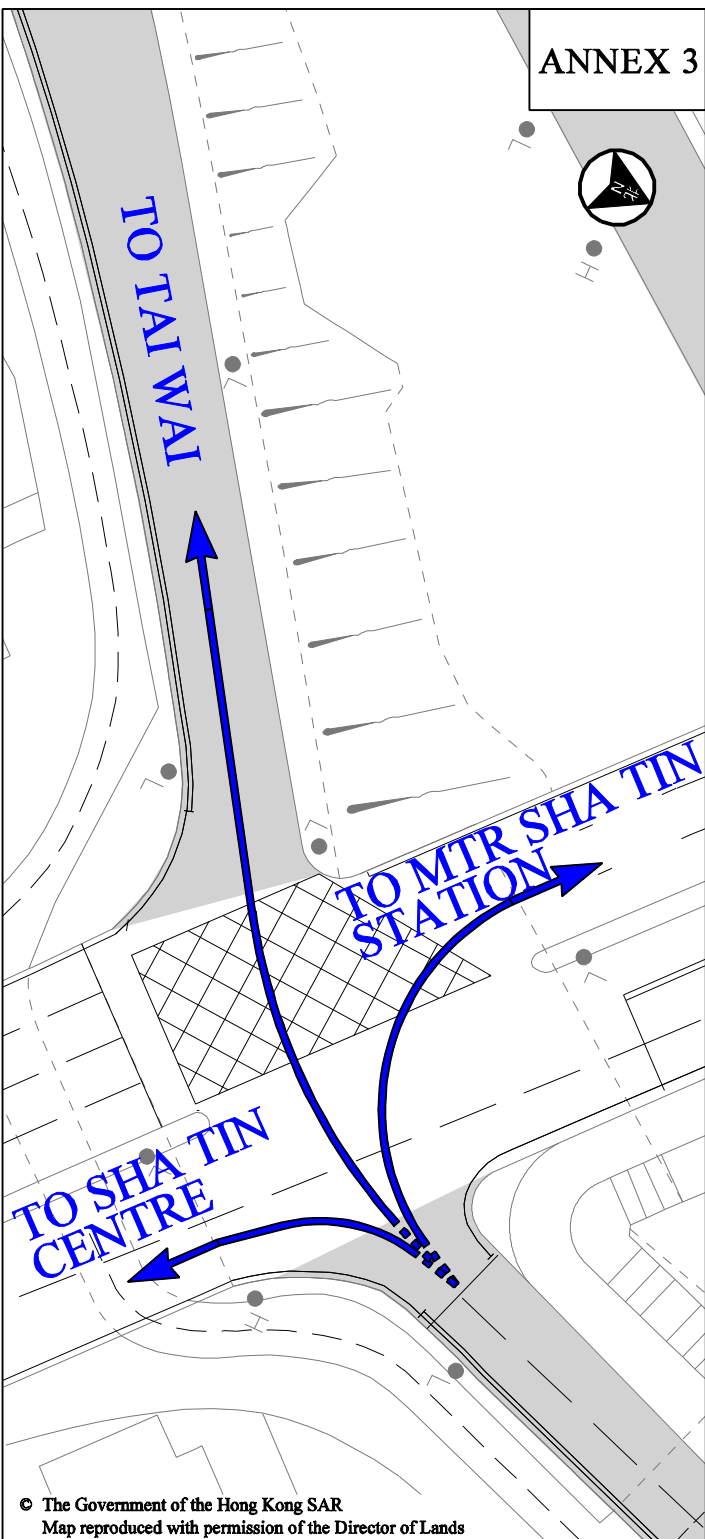 ANNEX 3
N
TO TAI WAI
TO MTR SHA TIN
STATION
TO SHA TIN
CENTRE
© The Government of the Hong Kong SAR
Map reproduced with permission of the Director of Lands